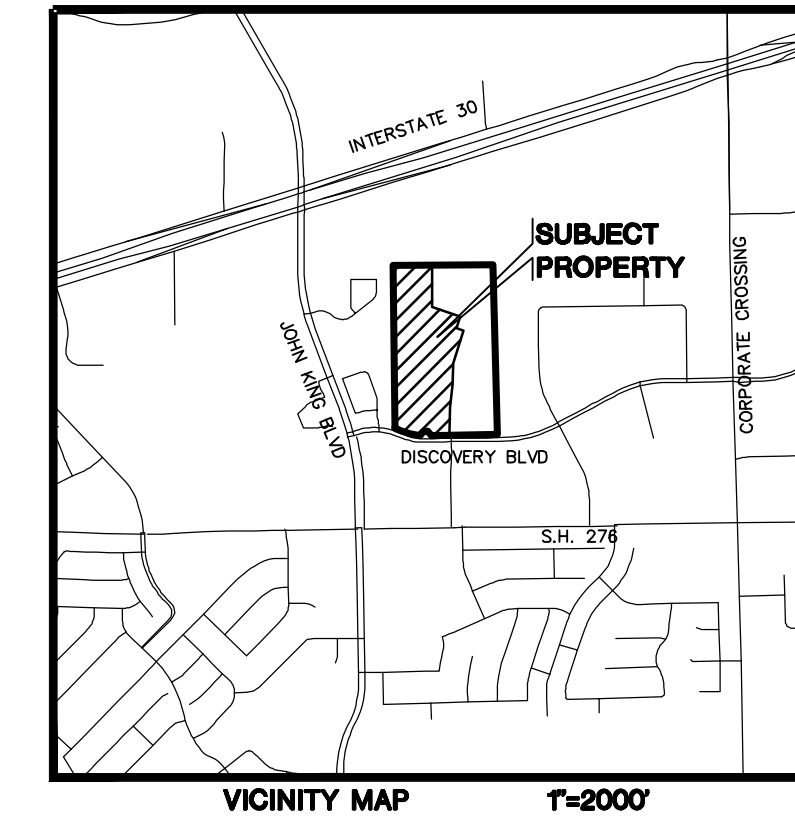 INTERSTATE 30
SUBJECT
PROPERTY
CORPORATE CROSSING
JOHN KING BLVD
DISCOVERY BLVD
S.H. 276
VICINITY MAP 1"=2000'